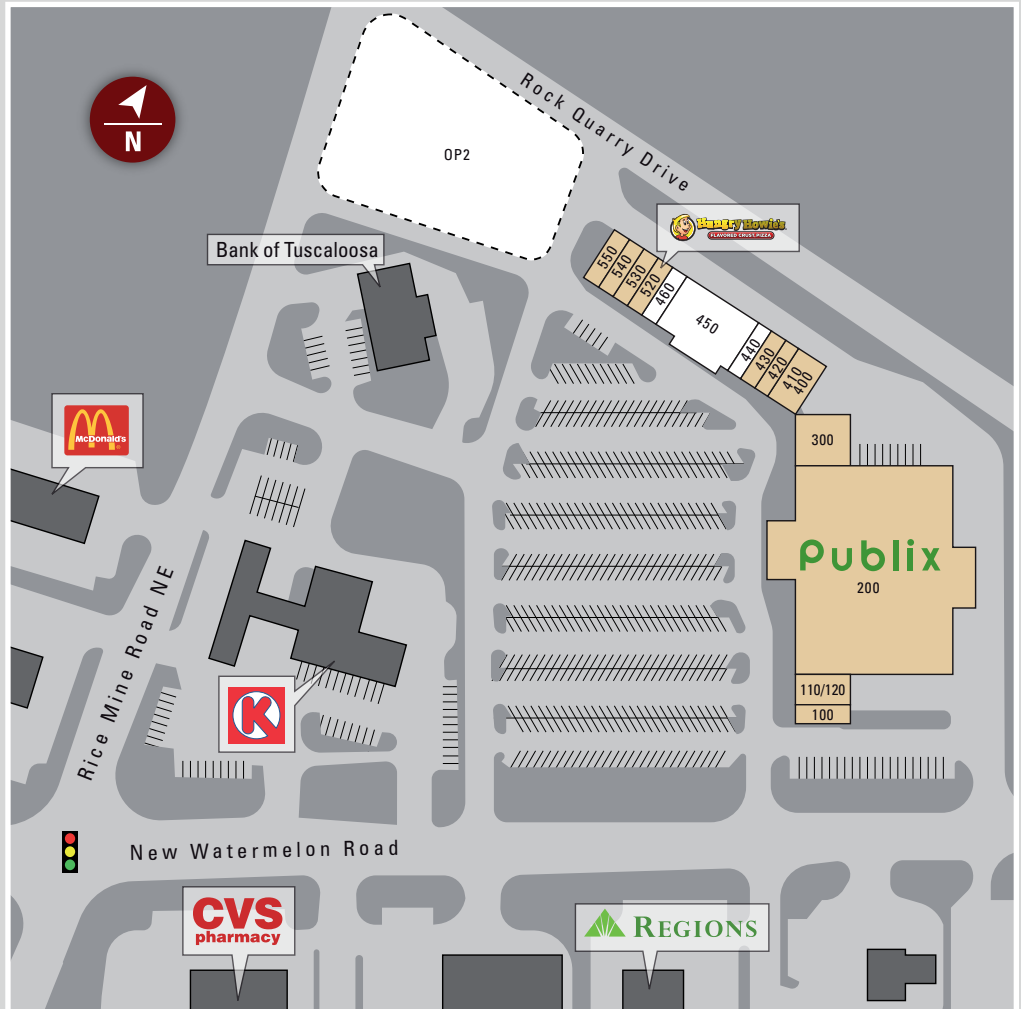 N
OP2
Rock Quarry Drive
Hungry Howie's
FLAVORED CRUST PIZZA
Bank of Tuscaloosa
550
540
530
520
460
450
440
430
420
410
400
McDonald's
300
Publix
200
110/120
100
K
Rice Mine Road NE
New Watermelon Road
CVS
pharmacy
REGIONS